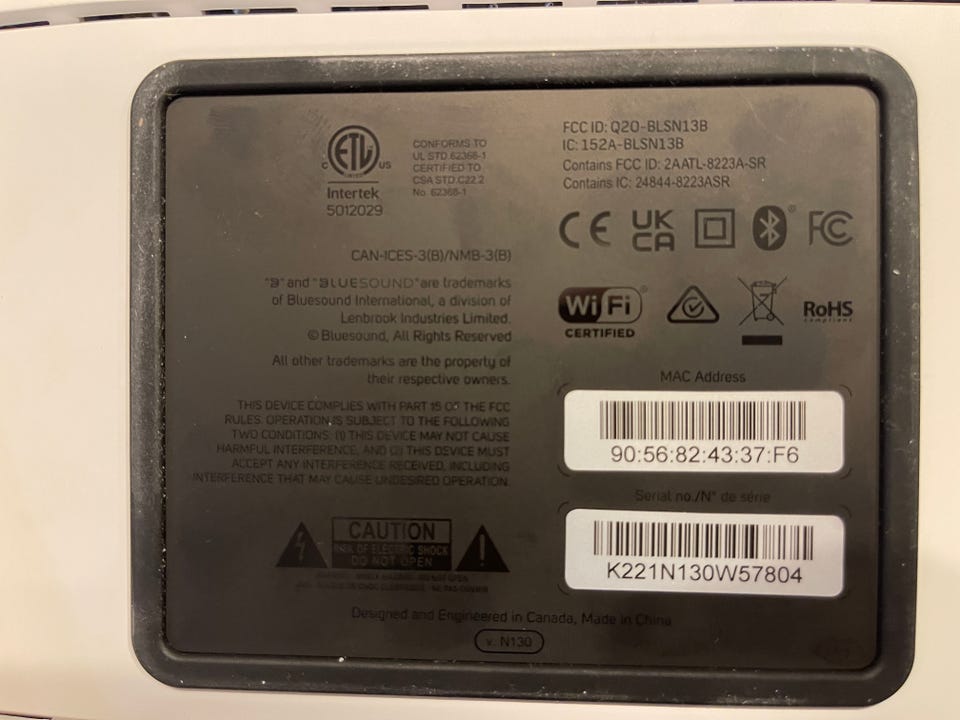 C ETL US
LISTED
Intertek
5012029
CONFORMS TO
UL STD 62368-1
CERTIFIED TO
CSA STD C22.2
No. 62368-1
FCC ID: Q2O-BLSN13B
IC: 152A-BLSN13B
Contains FCC ID: 2AATL-8223A-SR
Contains IC: 24844-8223ASR
CE UK CA FC
CAN-ICES-3(B)/NMB-3(B)
"B" and "BLUESOUND" are trademarks
of Bluesound International, a division of
Lenbrook Industries Limited.
© Bluesound, All Rights Reserved
All other trademarks are the property of
their respective owners.
THIS DEVICE COMPLIES WITH PART 15 OF THE FCC
RULES. OPERATION IS SUBJECT TO THE FOLLOWING
TWO CONDITIONS: (1) THIS DEVICE MAY NOT CAUSE
HARMFUL INTERFERENCE, AND (2) THIS DEVICE MUST
ACCEPT ANY INTERFERENCE RECEIVED, INCLUDING
INTERFERENCE THAT MAY CAUSE UNDESIRED OPERATION.
Wi Fi ®
CERTIFIED
RoHS
compliant
MAC Address
90:56:82:43:37:F6
Serial no./N° de série
K221N130W57804
CAUTION
RISK OF ELECTRIC SHOCK
DO NOT OPEN
Designed and Engineered in Canada, Made in China
v. N130